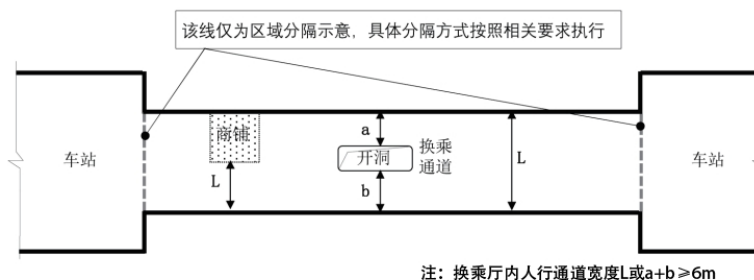 该线仅为区域分隔示意，具体分隔方式按照相关要求执行
车站
商铺
L
a
开洞
b
换乘
通道
L
车站
注：换乘厅内人行通道宽度L或a+b≥6m